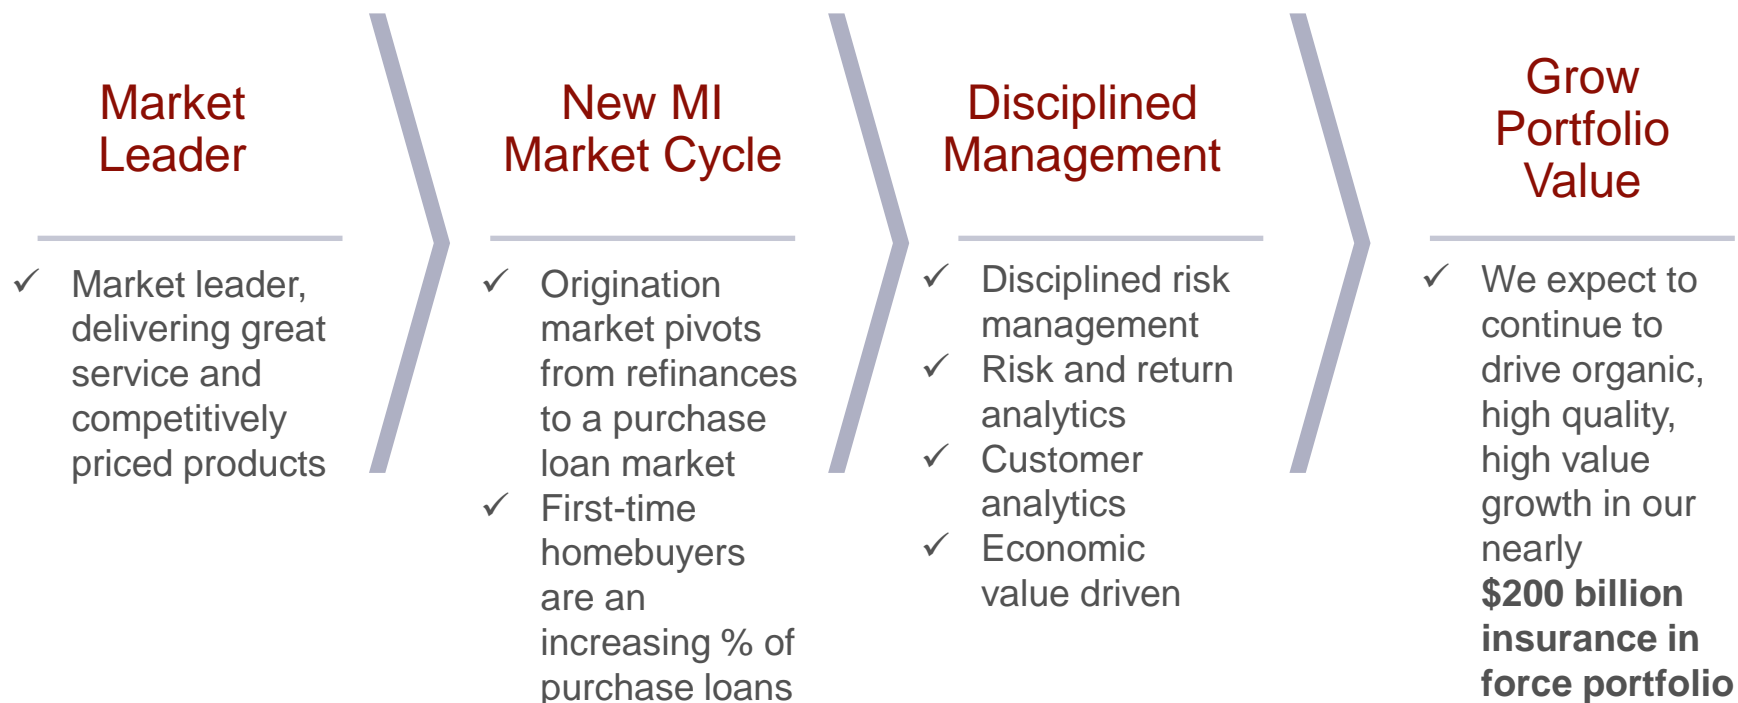 Market
Leader
✓ Market leader,
delivering great
service and
competitively
priced products
New MI
Market Cycle
✓ Origination
market pivots
from refinances
to a purchase
loan market
✓ First-time
homebuyers
are an
increasing % of
purchase loans
Disciplined
Management
✓ Disciplined risk
management
✓ Risk and return
analytics
✓ Customer
analytics
✓ Economic
value driven
Grow
Portfolio
Value
✓ We expect to
continue to
drive organic,
high quality,
high value
growth in our
nearly
$200 billion
insurance in
force portfolio